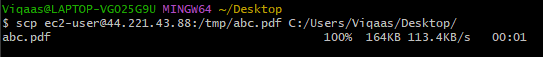 Viqaas@LAPTOP-VG025G9U MINGW64 ~/Desktop
$ scp ec2-user@44.221.43.88:/tmp/abc.pdf C:/Users/Viqaas/Desktop/
abc.pdf 100% 164KB 113.4KB/s 00:01